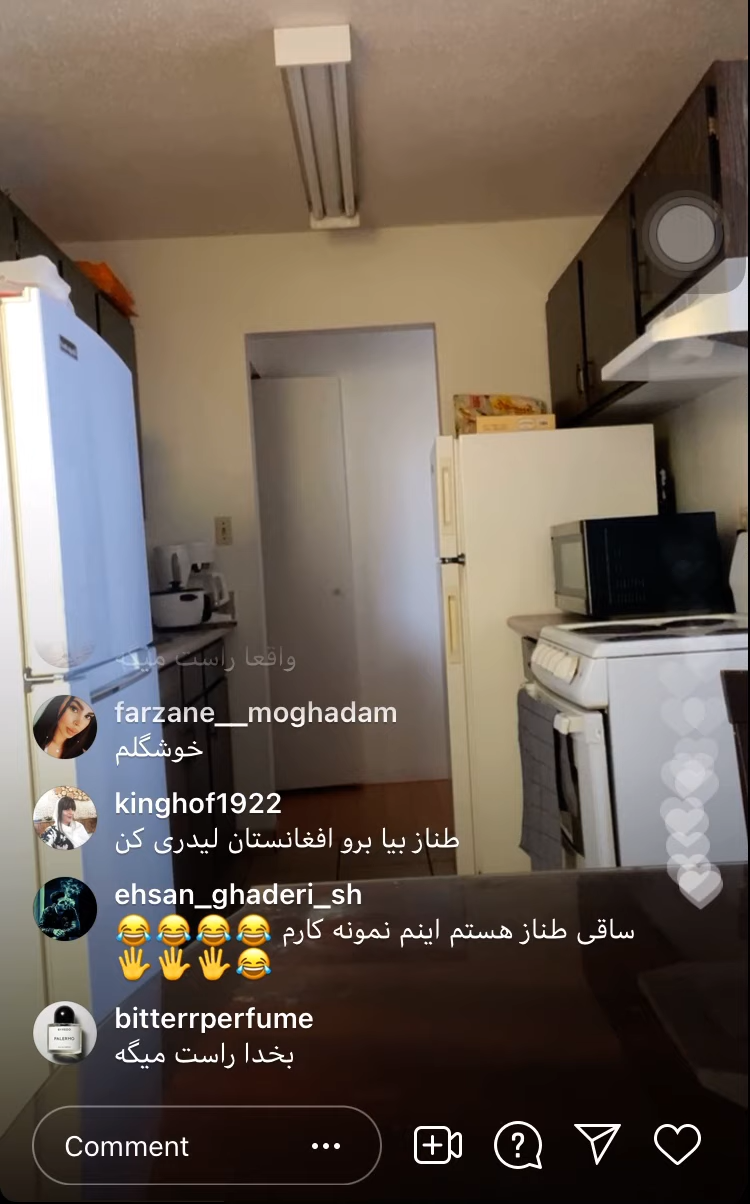 واقعا راست میگه
farzane__moghadam
خوشگلم
kinghof1922
طناز بیا برو افغانستان لیدری کن
ehsan_ghaderi_sh
ساقی طناز هستم اینم نمونه کارم 😂😂😂😂
🖐🖐🖐😂
bitterrperfume
بخدا راست میگه
Comment